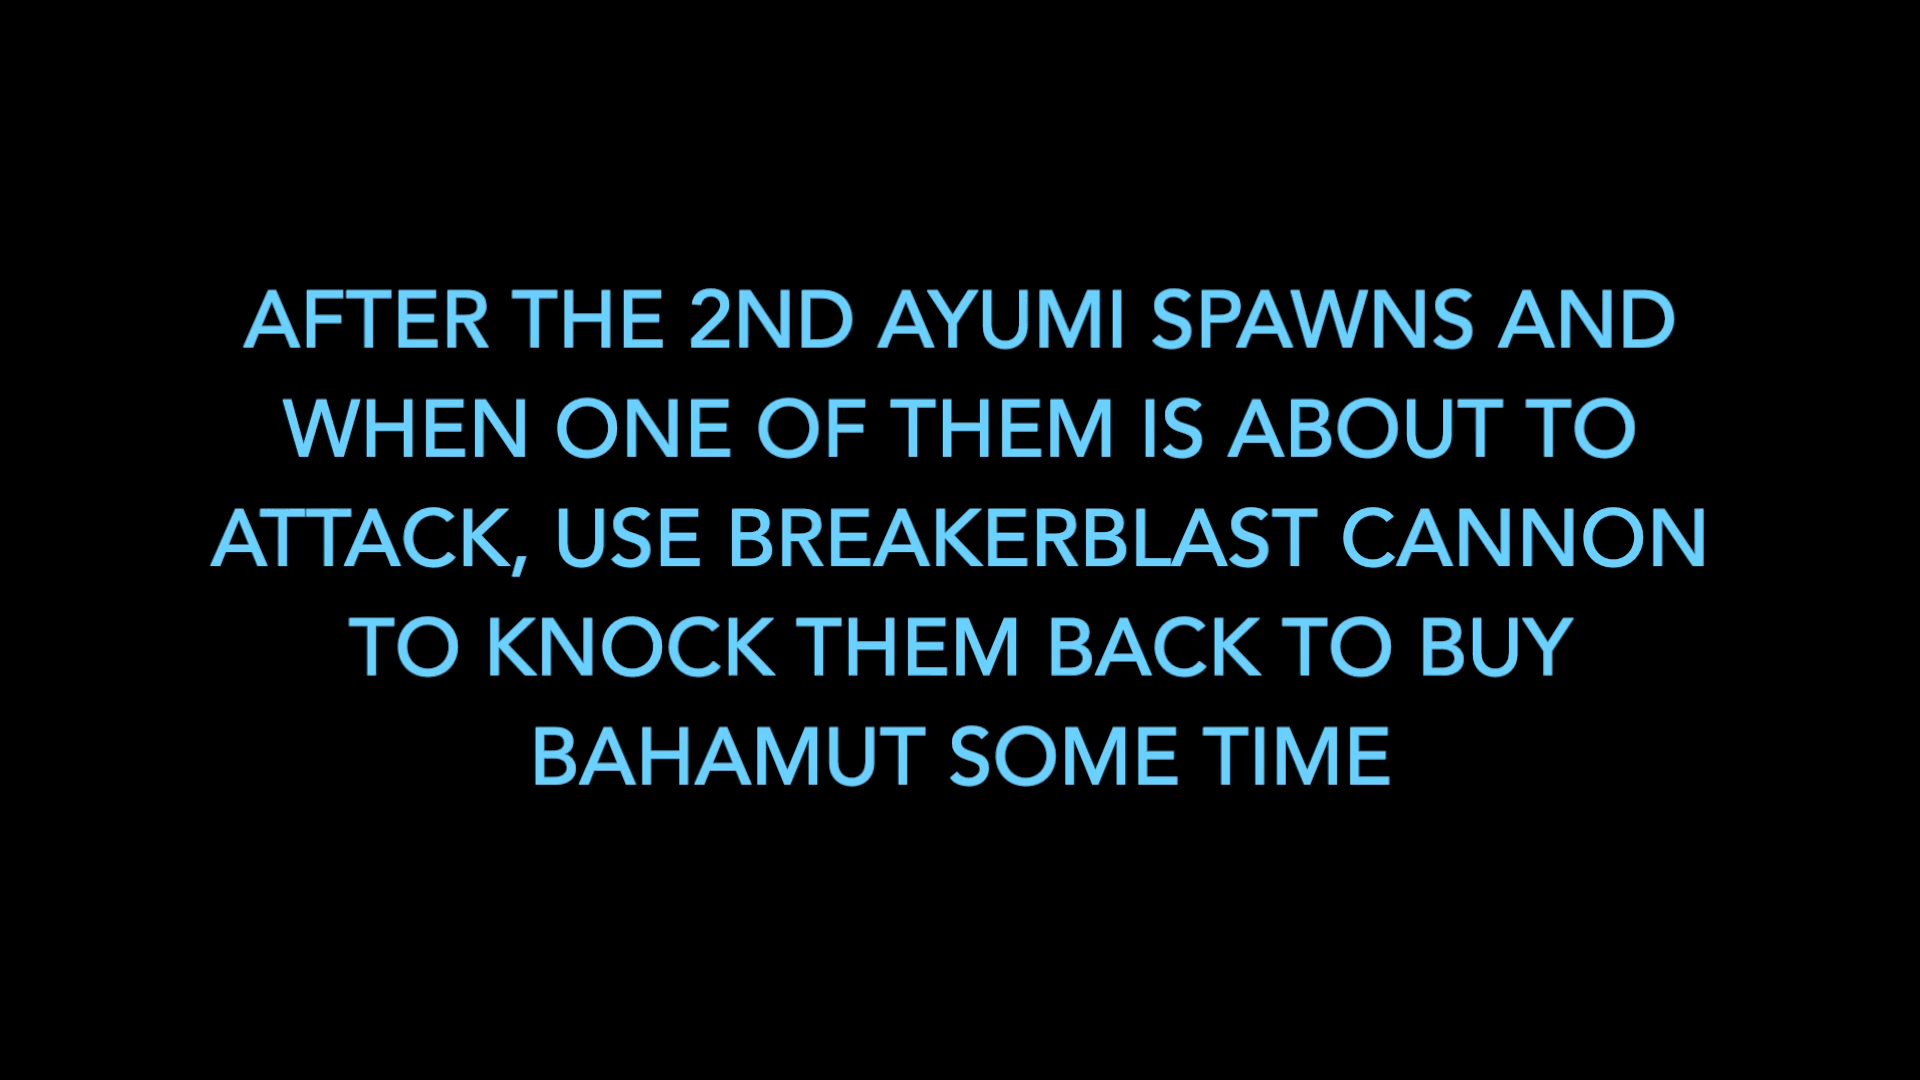 AFTER THE 2ND AYUMI SPAWNS AND
WHEN ONE OF THEM IS ABOUT TO
ATTACK, USE BREAKERBLAST CANNON
TO KNOCK THEM BACK TO BUY
BAHAMUT SOME TIME